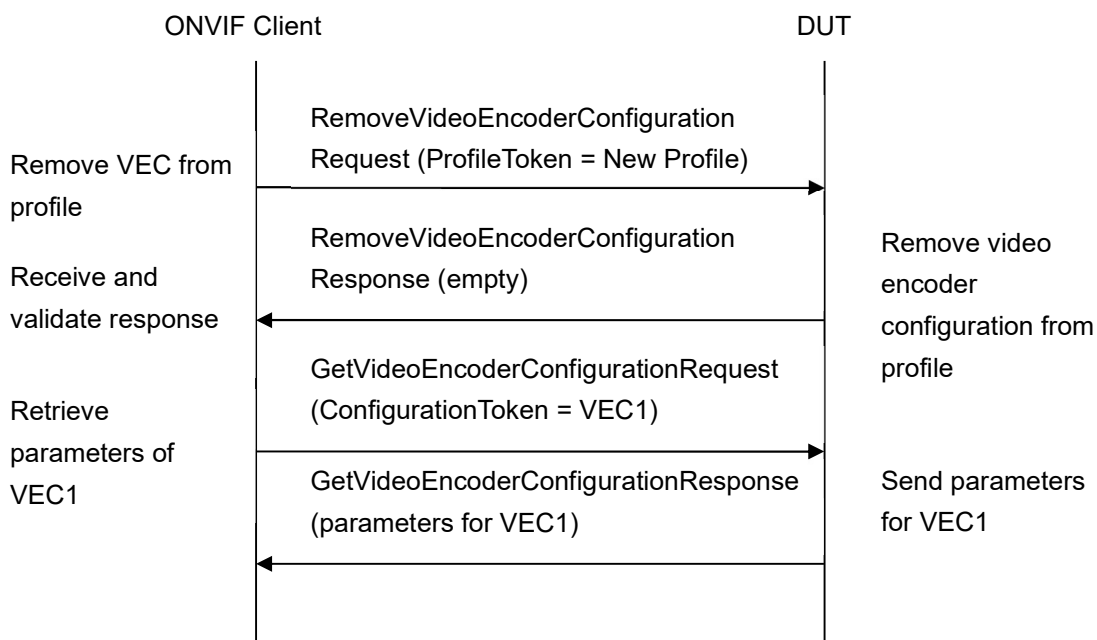 ONVIF Client
DUT
RemoveVideoEncoderConfiguration
Request (ProfileToken = New Profile)
Remove VEC from
profile
RemoveVideoEncoderConfiguration
Response (empty)
Remove video
encoder
configuration from
profile
Receive and
validate response
GetVideoEncoderConfigurationRequest
(ConfigurationToken = VEC1)
Retrieve
parameters of
VEC1
GetVideoEncoderConfigurationResponse
(parameters for VEC1)
Send parameters
for VEC1